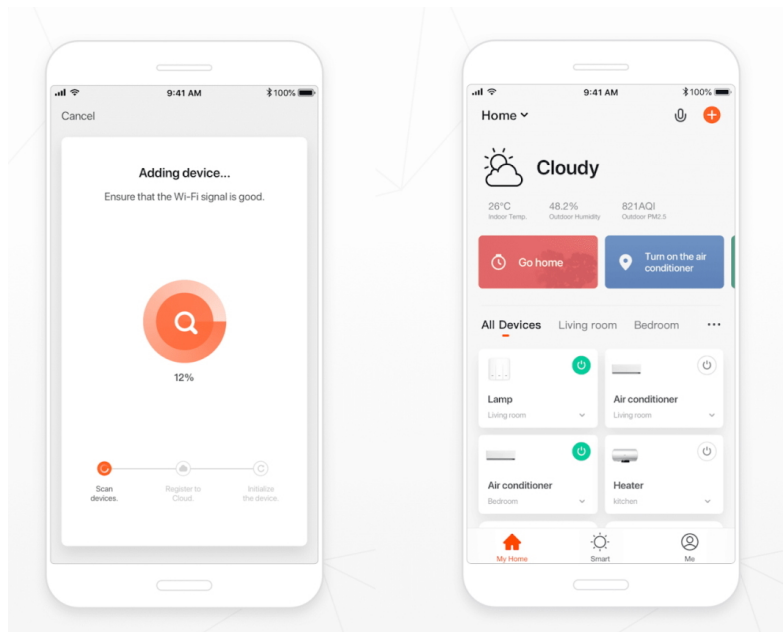 9:41 AM
100%
Cancel
Adding device...
Ensure that the Wi-Fi signal is good.
12%
Scan
devices.
Register to
Cloud.
Initialize
the device.
9:41 AM
100%
Home
Cloudy
26°C
Indoor Temp.
48.2%
Outdoor Humidity
821AQI
Outdoor PM2.5
Go home
Turn on the air
conditioner
All Devices
Living room
Bedroom
Lamp
Living room
Air conditioner
Living room
Air conditioner
Bedroom
Heater
kitchen
My Home
Smart
Me